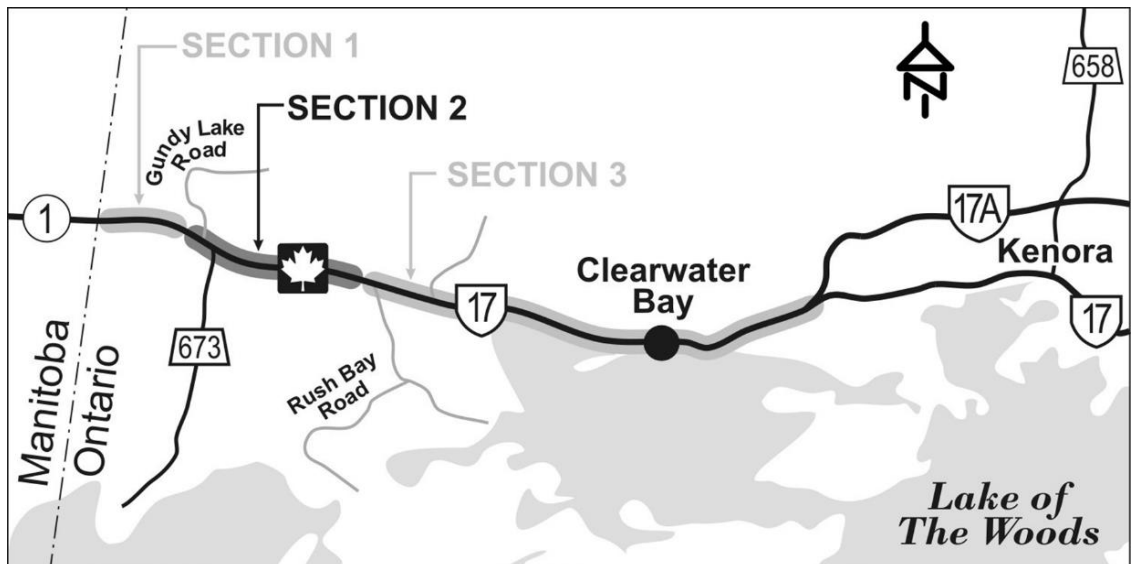 SECTION 1
658
SECTION 2
Gundy Lake
Road
SECTION 3
1
17A
Kenora
Clearwater
Bay
17
17
673
Manitoba
Ontario
Rush Bay
Road
Lake of
The Woods
N